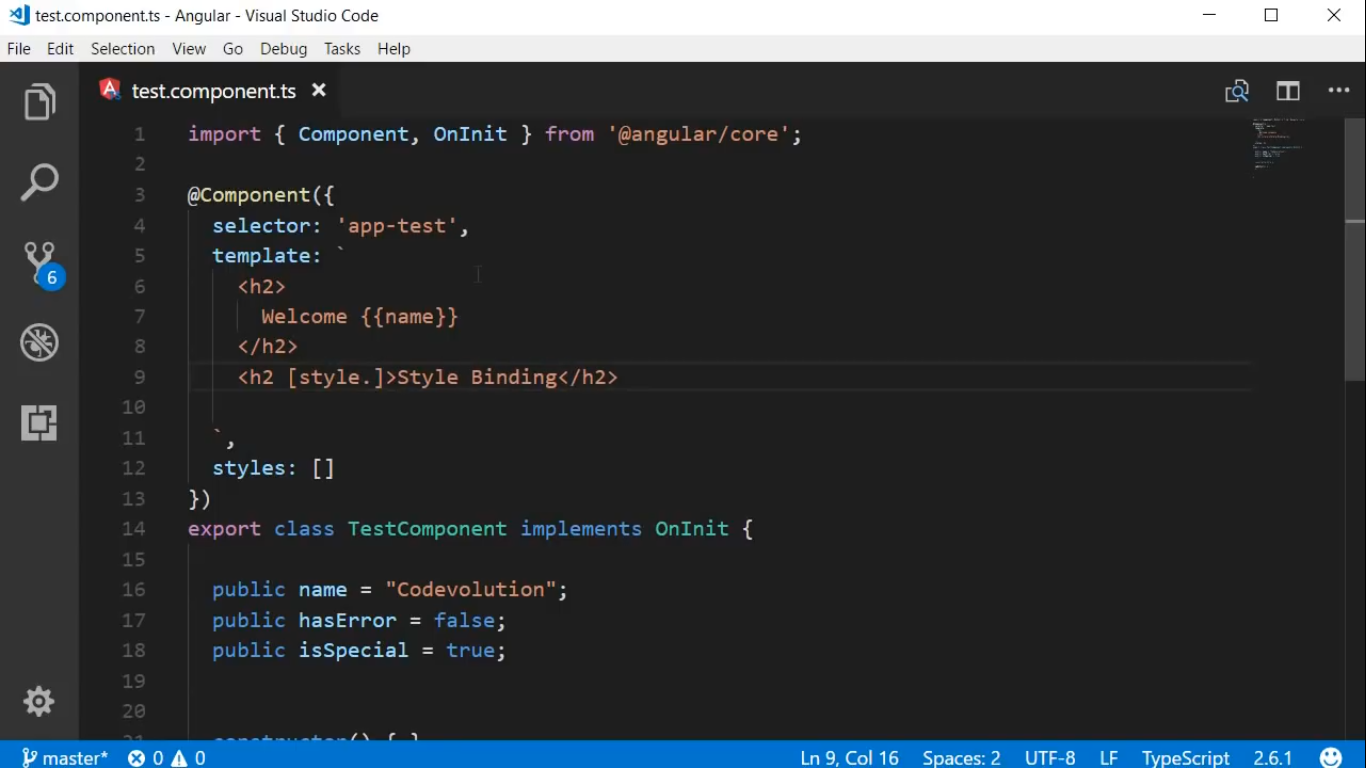 test.component.ts - Angular - Visual Studio Code
File Edit Selection View Go Debug Tasks Help
test.component.ts
1 import { Component, OnInit } from '@angular/core';
2
3 @Component({
4 selector: 'app-test',
5 template: `
6 <h2>
7 Welcome {{name}}
8 </h2>
9 <h2 [style.]>Style Binding</h2>
10
11 `,
12 styles: []
13 })
14 export class TestComponent implements OnInit {
15
16 public name = "Codevolution";
17 public hasError = false;
18 public isSpecial = true;
19
20
21 constructor() { }
6
master* 0 0 Ln 9, Col 16 Spaces: 2 UTF-8 LF TypeScript 2.6.1